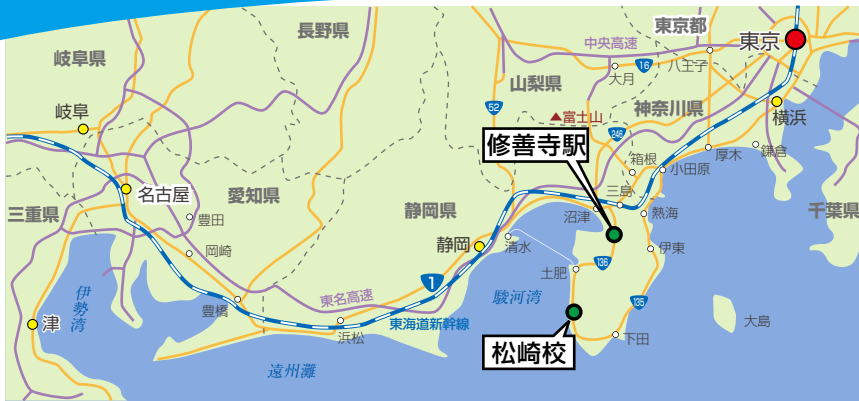 長野県
東京都
中央高速
東京
岐阜県
16
八王子
大月
山梨県
岐阜
52
富士山
神奈川県
横浜
246
修善寺駅
箱根
小田原
厚木
鎌倉
名古屋
愛知県
三重県
豊田
静岡県
三島
沼津
熱海
千葉県
岡崎
静岡
清水
伊東
136
土肥
1
伊勢湾
東名高速
駿河湾
135
豊橋
津
浜松
東海道新幹線
大島
下田
松崎校
遠州灘